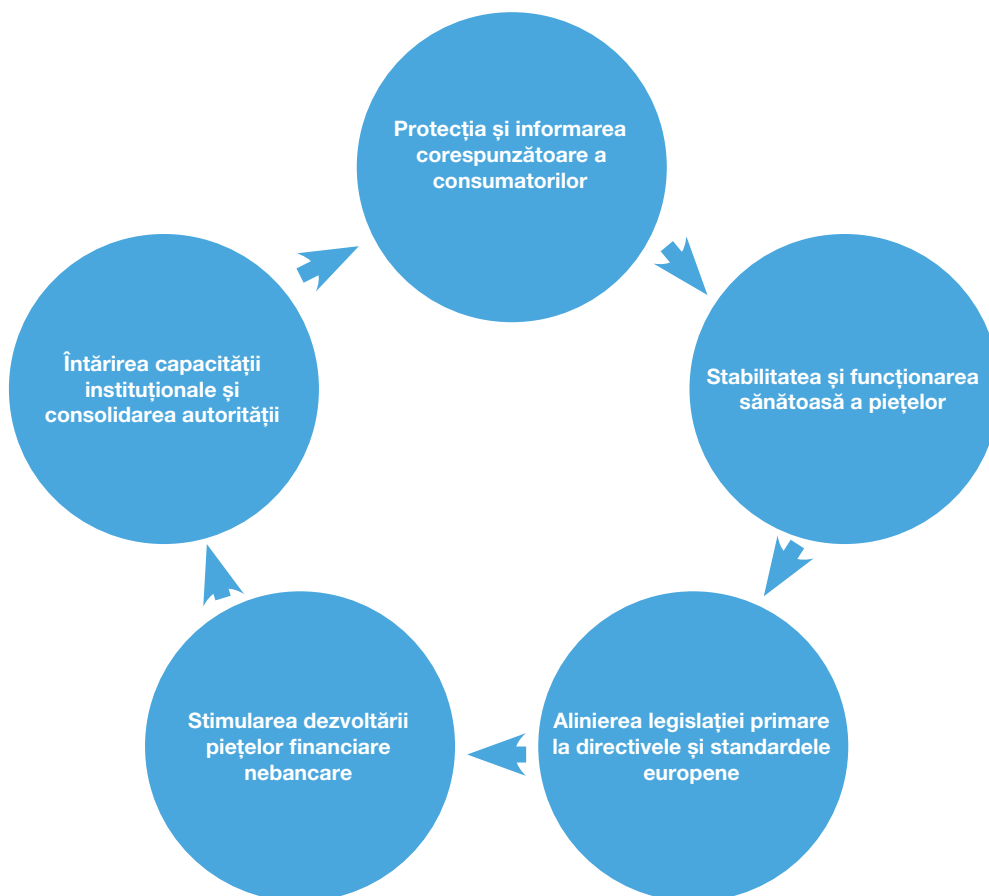 Protecția și informarea
corespunzătoare a
consumatorilor
Stabilitatea și funcționarea
sănătoasă a piețelor
Alinierea legislației primare
la directivele și standardele
europene
Stimularea dezvoltării
piețelor financiare
nebancare
Întărirea capacității
instituționale și
consolidarea autorității